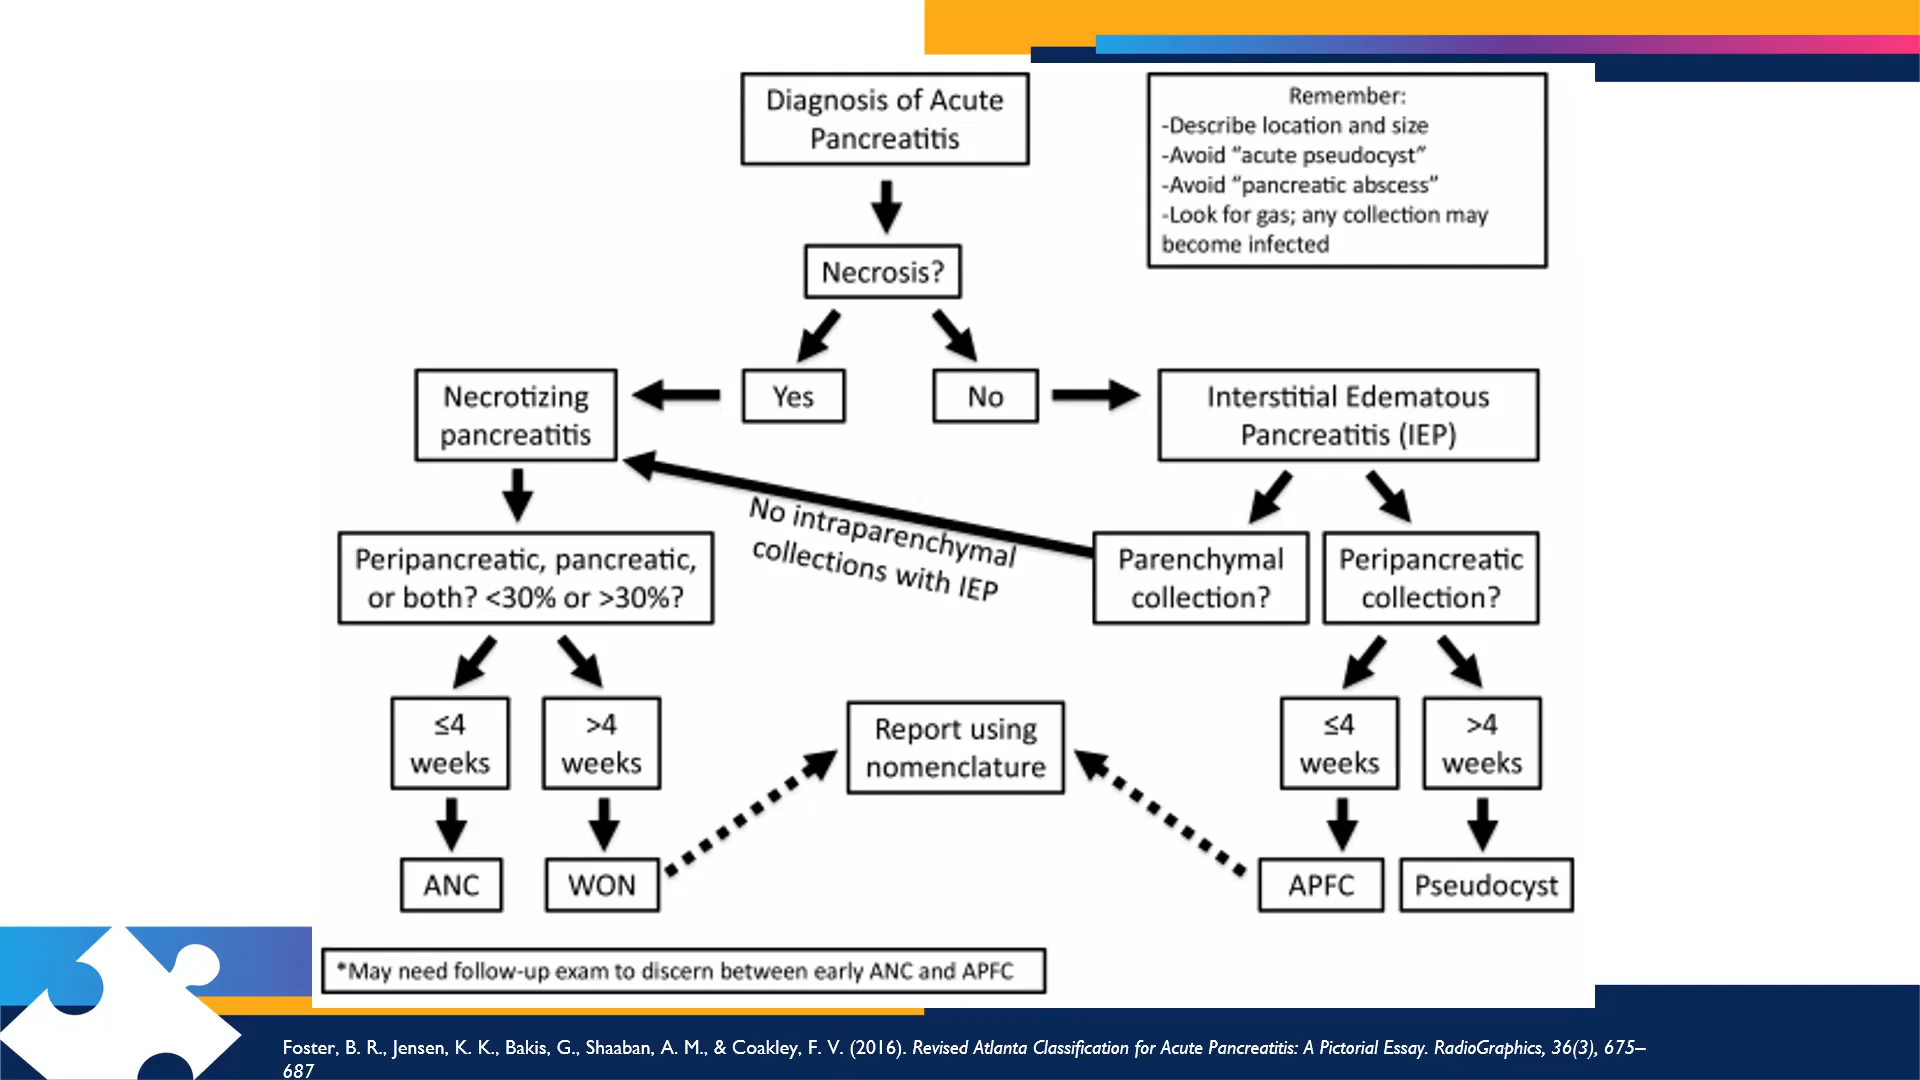 Diagnosis of Acute
Pancreatitis
Remember:
-Describe location and size
-Avoid “acute pseudocyst”
-Avoid “pancreatic abscess”
-Look for gas; any collection may
become infected
Necrosis?
Necrotizing
pancreatitis
Yes
No
Interstitial Edematous
Pancreatitis (IEP)
No intraparenchymal
collections with IEP
Peripancreatic, pancreatic,
or both? <30% or >30%?
Parenchymal
collection?
Peripancreatic
collection?
≤4
weeks
>4
weeks
Report using
nomenclature
≤4
weeks
>4
weeks
ANC
WON
APFC
Pseudocyst
*May need follow-up exam to discern between early ANC and APFC
Foster, B. R., Jensen, K. K., Bakis, G., Shaaban, A. M., & Coakley, F. V. (2016). Revised Atlanta Classification for Acute Pancreatitis: A Pictorial Essay. RadioGraphics, 36(3), 675–
687